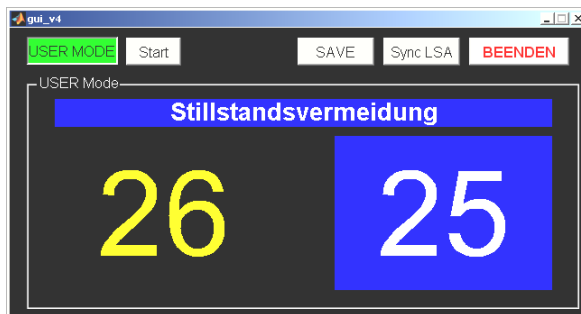 gui_v4
USER MODE Start SAVE Sync LSA BEENDEN
USER Mode
Stillstandsvermeidung
26 25